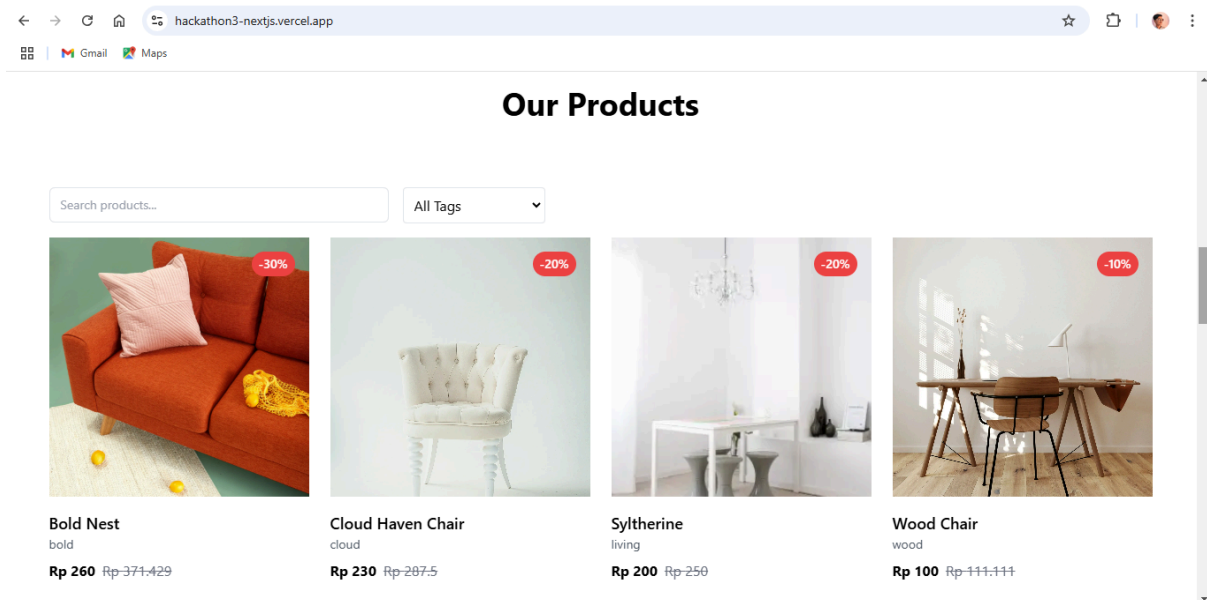 hackathon3-nextjs.vercel.app
Gmail Maps
Our Products
Search products... All Tags
-30% -20% -20% -10%
Bold Nest Cloud Haven Chair Syltherine Wood Chair
bold cloud living wood
Rp 260 Rp 371.429 Rp 230 Rp 287.5 Rp 200 Rp 250 Rp 100 Rp 111.111